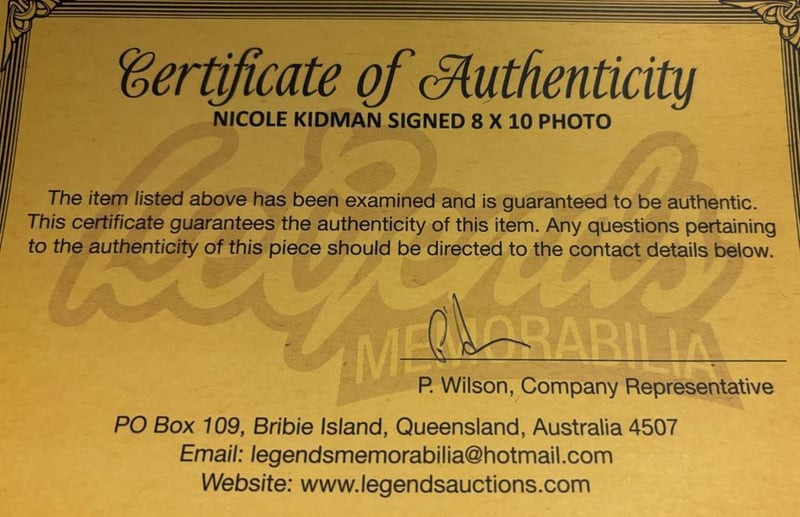 Certificate of Authenticity
NICOLE KIDMAN SIGNED 8 X 10 PHOTO
Legends
MEMORABILIA
The item listed above has been examined and is guaranteed to be authentic.
This certificate guarantees the authenticity of this item. Any questions pertaining
to the authenticity of this piece should be directed to the contact details below.
P. Wilson, Company Representative
PO Box 109, Bribie Island, Queensland, Australia 4507
Email: legendsmemorabilia@hotmail.com
Website: www.legendsauctions.com